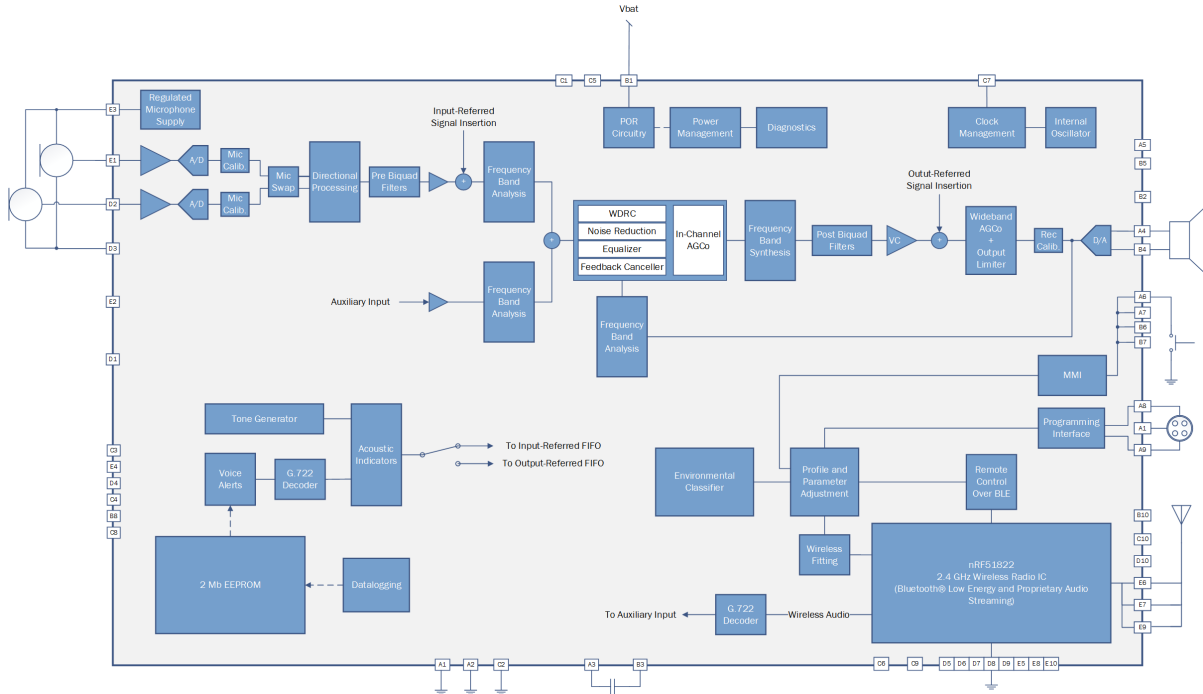 Vbat
C1
C5
B1
C7
E3
Regulated
Microphone
Supply
Input-Referred
Signal Insertion
POR
Circuitry
Power
Management
Diagnostics
Clock
Management
Internal
Oscillator
A5
B5
E1
A/D
Mic
Calib.
Mic
Swap
Directional
Processing
Pre Biquad
Filters
+
Frequency
Band
Analysis
Outut-Referred
Signal Insertion
B2
D2
A/D
Mic
Calib.
WDRC
Noise Reduction
Equalizer
Feedback Canceller
In-Channel
AGCo
Frequency
Band
Synthesis
Post Biquad
Filters
VC
+
Wideband
AGCo
+
Output
Limiter
Rec
Calib.
D/A
A4
B4
D3
+
E2
Auxiliary Input
Frequency
Band
Analysis
Frequency
Band
Analysis
A6
A7
B6
B7
D1
MMI
A8
A1
A9
Programming
Interface
Tone Generator
Acoustic
Indicators
To Input-Referred FIFO
To Output-Referred FIFO
Voice
Alerts
G.722
Decoder
C3
E4
D4
C4
B8
C8
Environmental
Classifier
Profile and
Parameter
Adjustment
Remote
Control
Over BLE
B10
C10
D10
E6
E7
E9
2 Mb EEPROM
Datalogging
Wireless
Fitting
nRF51822
2.4 GHz Wireless Radio IC
(Bluetooth® Low Energy and Proprietary Audio
Streaming)
To Auxiliary Input
G.722
Decoder
Wireless Audio
A1
A2
C2
A3
B3
C6
C9
D5
D6
D7
D8
D9
E5
E8
E10